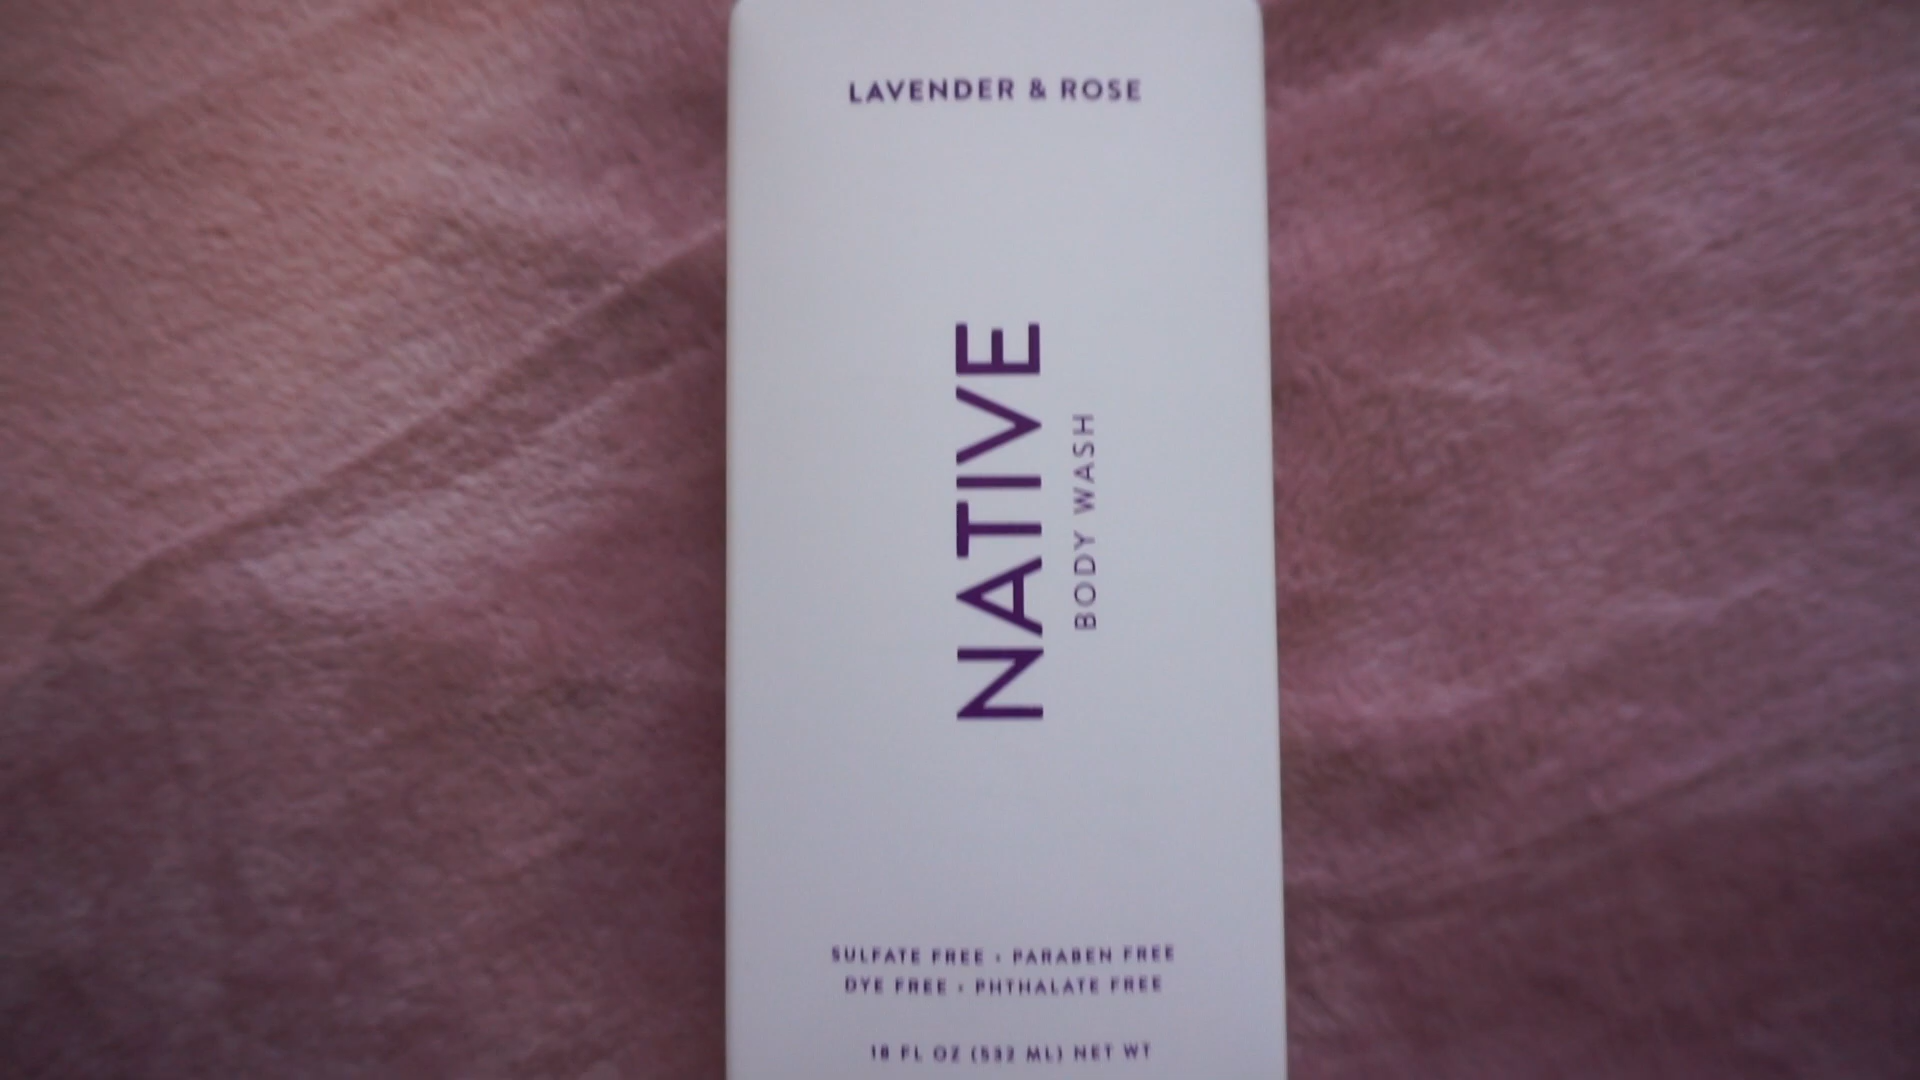 LAVENDER & ROSE
NATIVE
BODY WASH
SULFATE FREE • PARABEN FREE
DYE FREE • PHTHALATE FREE
18 FL OZ (532 ML) NET WT